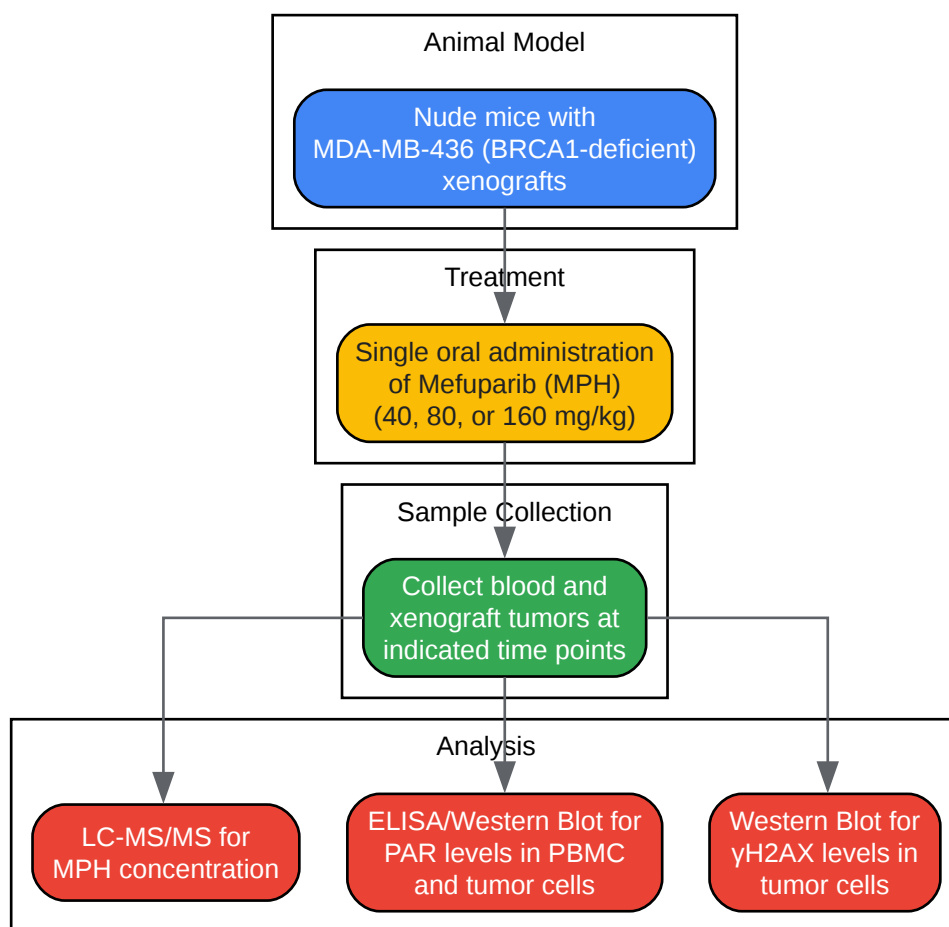 Animal Model
Nude mice with
MDA-MB-436 (BRCA1-deficient)
xenografts
Treatment
Single oral administration
of Mefuparib (MPH)
(40, 80, or 160 mg/kg)
Sample Collection
Collect blood and
xenograft tumors at
indicated time points
Analysis
LC-MS/MS for
MPH concentration
ELISA/Western Blot for
PAR levels in PBMC
and tumor cells
Western Blot for
γH2AX levels in
tumor cells